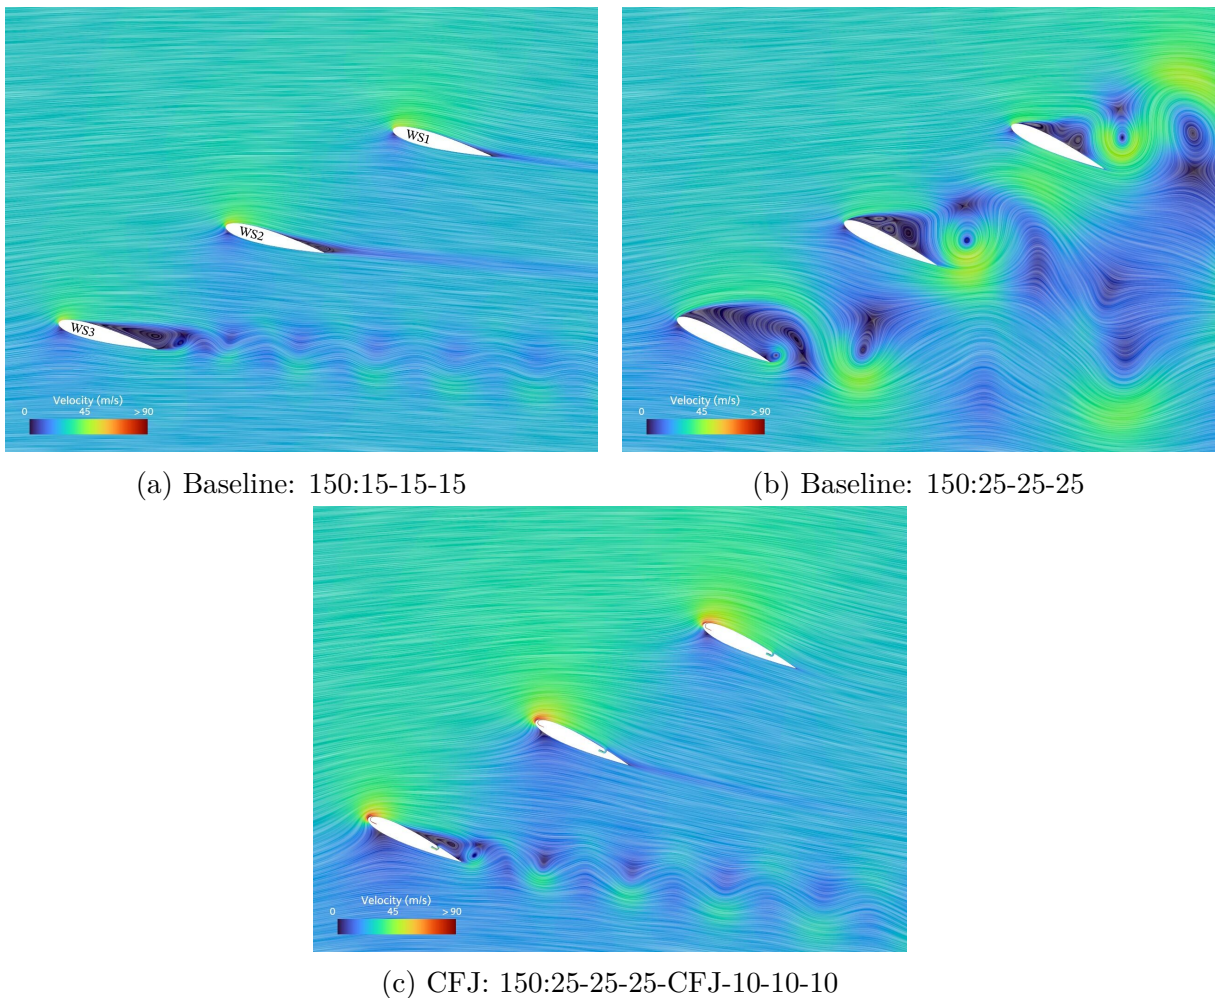 WS1
WS2
WS3
Velocity (m/s)
0 45 >90
Velocity (m/s)
0 45 >90
(a) Baseline: 150:15-15-15
(b) Baseline: 150:25-25-25
Velocity (m/s)
0 45 >90
(c) CFJ: 150:25-25-25-CFJ-10-10-10